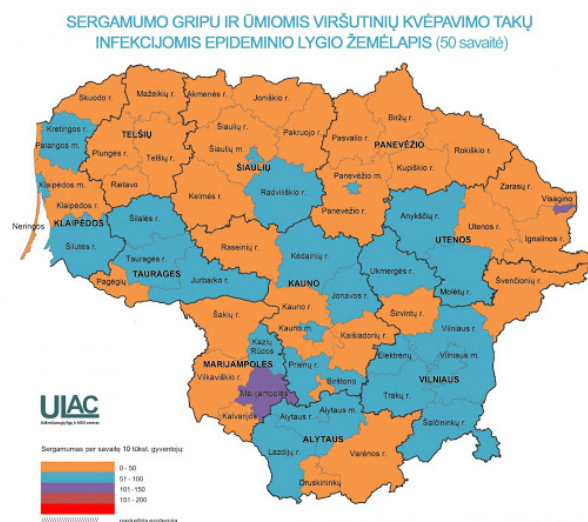 SERGAMUMO GRIPU IR ŪMIOMIS VIRŠUTINIŲ KVĖPAVIMO TAKŲ
INFEKCIJOMIS EPIDEMINIO LYGIO ŽEMĖLAPIS (50 savaitė)
Skuodo r.
Mažeikių r.
Akmenės r.
Joniškio r.
Biržų r.
Kretingos r.
TELŠIŲ
Šiaulių r.
Pakruojo r.
Pasvalio r.
PANEVĖŽIO
Palangos m.
Plungės r.
Telšių r.
Šiaulių m.
ŠIAULIŲ
Rokiškio r.
Kupiškio r.
Panevėžio m.
Klaipėdos m.
Rietavo
Kelmės r.
Radviliškio r.
Zarasų r.
Visagino
Klaipėdos r.
Panevėžio r.
Anykščių r.
Neringos
KLAIPĖDOS
Šilalės r.
Utenos r.
UTENOS
Ignalinos r.
Šilutės r.
Tauragės r.
TAURAGĖS
Raseinių r.
Kėdainių r.
Ukmergės r.
Pagėgių
Jurbarko r.
KAUNO
Jonavos r.
Molėtų r.
Švenčionių r.
Šakių r.
Kauno r.
Kauno m.
Širvintų r.
Kaišiadorių r.
Vilniaus r.
Kazlų
Rūdos
MARIJAMPOLĖS
Vilkaviškio r.
Prienų r.
Elektrėnų
Vilniaus m.
Birštono
VILNIAUS
Marijampolės
Trakų r.
Kalvarijos
Alytaus r.
Alytaus m.
ALYTAUS
Šalčininkų r.
Lazdijų r.
Varėnos r.
Druskininkų
ULAC
Sergamumas per savaitę 10 tūkst. gyventojų:
0 - 50
51 - 100
101-150
151 - 200